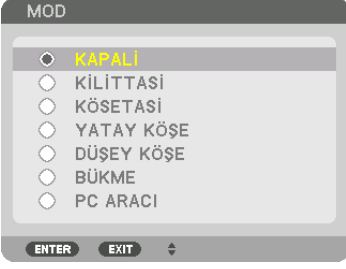 MOD
KAPALİ
KİLİTTASİ
KÖSETASİ
YATAY KÖŞE
DÜŞEY KÖŞE
BÜKME
PC ARACI
ENTER EXIT